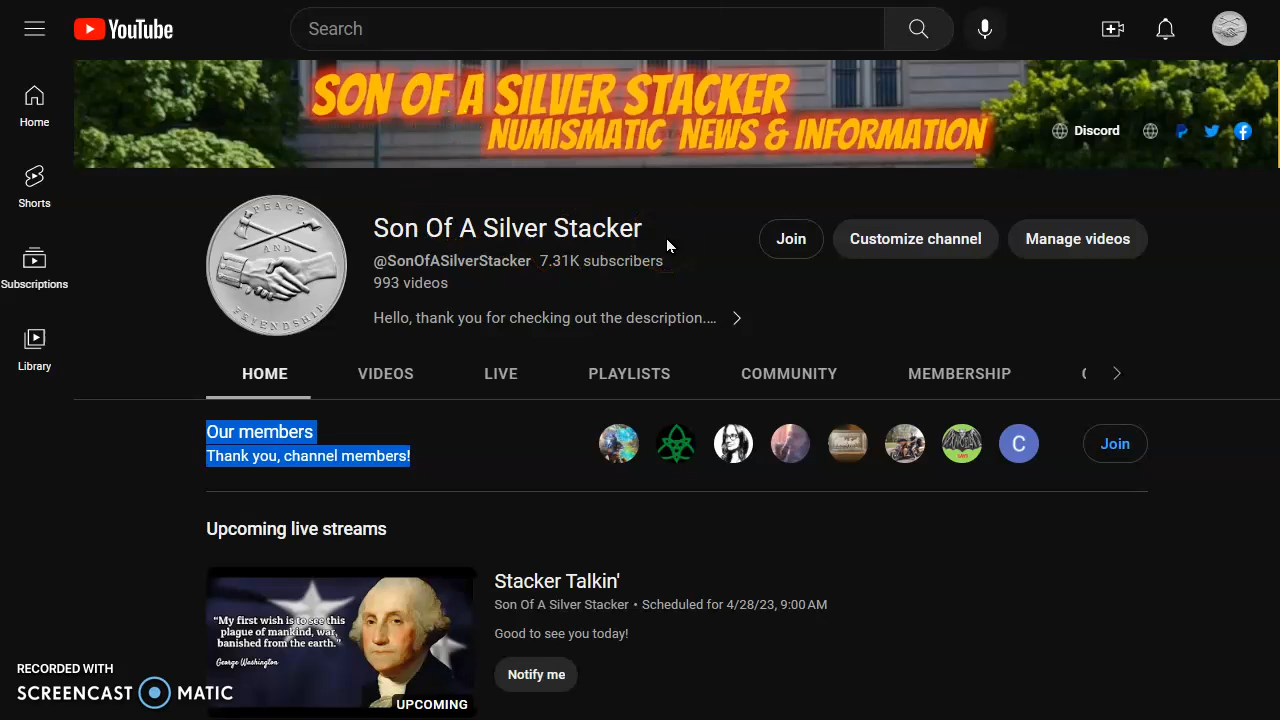 YouTube
Search
SON OF A SILVER STACKER
NUMISMATIC NEWS & INFORMATION
Discord
Home
Shorts
Subscriptions
Library
PEACE
AND
FRIENDSHIP
Son Of A Silver Stacker
@SonOfASilverStacker 7.31K subscribers
993 videos
Hello, thank you for checking out the description....
Join
Customize channel
Manage videos
HOME VIDEOS LIVE PLAYLISTS COMMUNITY MEMBERSHIP
Our members
Thank you, channel members!
C
Join
Upcoming live streams
"My first wish is to see this
plague of mankind, war,
banished from the earth."
George Washington
UPCOMING
Stacker Talkin'
Son Of A Silver Stacker • Scheduled for 4/28/23, 9:00 AM
Good to see you today!
Notify me
RECORDED WITH
SCREENCAST MATIC